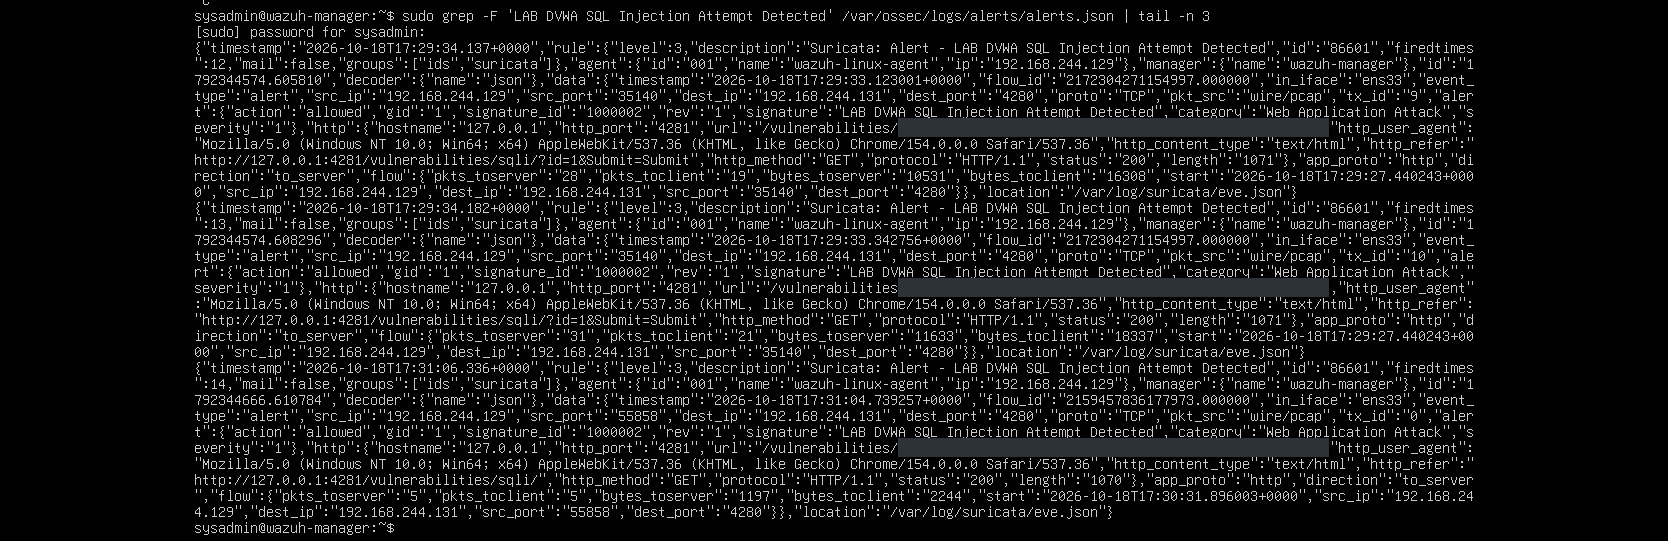 sysadmin@wazuh-manager:~$ sudo grep -F 'LAB DVWA SQL Injection Attempt Detected' /var/ossec/logs/alerts/alerts.json | tail -n 3
[sudo] password for sysadmin:
{"timestamp":"2026-10-18T17:29:34.137+0000","rule":{"level":3,"description":"Suricata: Alert - LAB DVWA SQL Injection Attempt Detected","id":"86601","firedtimes
":12,"mail":false,"groups":["ids","suricata"]},"agent":{"id":"001","name":"wazuh-linux-agent","ip":"192.168.244.129"},"manager":{"name":"wazuh-manager"},"id":"1
792344574.605810","decoder":{"name":"json"},"data":{"timestamp":"2026-10-18T17:29:33.123001+0000","flow_id":"2172304271154997.000000","in_iface":"ens33","event_
type":"alert","src_ip":"192.168.244.129","src_port":"35140","dest_ip":"192.168.244.131","dest_port":"4280","proto":"TCP","pkt_src":"wire/pcap","tx_id":"9","aler
t":{"action":"allowed","gid":"1","signature_id":"1000002","rev":"1","signature":"LAB DVWA SQL Injection Attempt Detected","category":"Web Application Attack","s
everity":"1"},"http":{"hostname":"127.0.0.1","http_port":"4281","url":"/vulnerabilities/ "http_user_agent":
"Mozilla/5.0 (Windows NT 10.0; Win64; x64) AppleWebKit/537.36 (KHTML, like Gecko) Chrome/154.0.0.0 Safari/537.36","http_content_type":"text/html","http_refer":"
http://127.0.0.1:4281/vulnerabilities/sqli/?id=1&Submit=Submit","http_method":"GET","protocol":"HTTP/1.1","status":"200","length":"1071"},"app_proto":"http","di
rection":"to_server","flow":{"pkts_toserver":"28","pkts_toclient":"19","bytes_toserver":"10531","bytes_toclient":"16308","start":"2026-10-18T17:29:27.440243+000
0","src_ip":"192.168.244.129","dest_ip":"192.168.244.131","src_port":"35140","dest_port":"4280"}},"location":"/var/log/suricata/eve.json"}
{"timestamp":"2026-10-18T17:29:34.182+0000","rule":{"level":3,"description":"Suricata: Alert - LAB DVWA SQL Injection Attempt Detected","id":"86601","firedtimes
":13,"mail":false,"groups":["ids","suricata"]},"agent":{"id":"001","name":"wazuh-linux-agent","ip":"192.168.244.129"},"manager":{"name":"wazuh-manager"},"id":"1
792344574.608296","decoder":{"name":"json"},"data":{"timestamp":"2026-10-18T17:29:33.342756+0000","flow_id":"2172304271154997.000000","in_iface":"ens33","event_
type":"alert","src_ip":"192.168.244.129","src_port":"35140","dest_ip":"192.168.244.131","dest_port":"4280","proto":"TCP","pkt_src":"wire/pcap","tx_id":"10","ale
rt":{"action":"allowed","gid":"1","signature_id":"1000002","rev":"1","signature":"LAB DVWA SQL Injection Attempt Detected","category":"Web Application Attack","
severity":"1"},"http":{"hostname":"127.0.0.1","http_port":"4281","url":"/vulnerabilities ,"http_user_agent"
:"Mozilla/5.0 (Windows NT 10.0; Win64; x64) AppleWebKit/537.36 (KHTML, like Gecko) Chrome/154.0.0.0 Safari/537.36","http_content_type":"text/html","http_refer":
"http://127.0.0.1:4281/vulnerabilities/sqli/?id=1&Submit=Submit","http_method":"GET","protocol":"HTTP/1.1","status":"200","length":"1071"},"app_proto":"http","d
irection":"to_server","flow":{"pkts_toserver":"31","pkts_toclient":"21","bytes_toserver":"11633","bytes_toclient":"18337","start":"2026-10-18T17:29:27.440243+00
00","src_ip":"192.168.244.129","dest_ip":"192.168.244.131","src_port":"35140","dest_port":"4280"}},"location":"/var/log/suricata/eve.json"}
{"timestamp":"2026-10-18T17:31:06.336+0000","rule":{"level":3,"description":"Suricata: Alert - LAB DVWA SQL Injection Attempt Detected","id":"86601","firedtimes
":14,"mail":false,"groups":["ids","suricata"]},"agent":{"id":"001","name":"wazuh-linux-agent","ip":"192.168.244.129"},"manager":{"name":"wazuh-manager"},"id":"1
792344666.610784","decoder":{"name":"json"},"data":{"timestamp":"2026-10-18T17:31:04.739257+0000","flow_id":"2159457836177973.000000","in_iface":"ens33","event_
type":"alert","src_ip":"192.168.244.129","src_port":"55858","dest_ip":"192.168.244.131","dest_port":"4280","proto":"TCP","pkt_src":"wire/pcap","tx_id":"0","aler
t":{"action":"allowed","gid":"1","signature_id":"1000002","rev":"1","signature":"LAB DVWA SQL Injection Attempt Detected","category":"Web Application Attack","s
everity":"1"},"http":{"hostname":"127.0.0.1","http_port":"4281","url":"/vulnerabilities/ "http_user_agent":
"Mozilla/5.0 (Windows NT 10.0; Win64; x64) AppleWebKit/537.36 (KHTML, like Gecko) Chrome/154.0.0.0 Safari/537.36","http_content_type":"text/html","http_refer":"
http://127.0.0.1:4281/vulnerabilities/sqli/","http_method":"GET","protocol":"HTTP/1.1","status":"200","length":"1070"},"app_proto":"http","direction":"to_server
","flow":{"pkts_toserver":"5","pkts_toclient":"5","bytes_toserver":"1197","bytes_toclient":"2244","start":"2026-10-18T17:30:31.896003+0000","src_ip":"192.168.24
4.129","dest_ip":"192.168.244.131","src_port":"55858","dest_port":"4280"}},"location":"/var/log/suricata/eve.json"}
sysadmin@wazuh-manager:~$